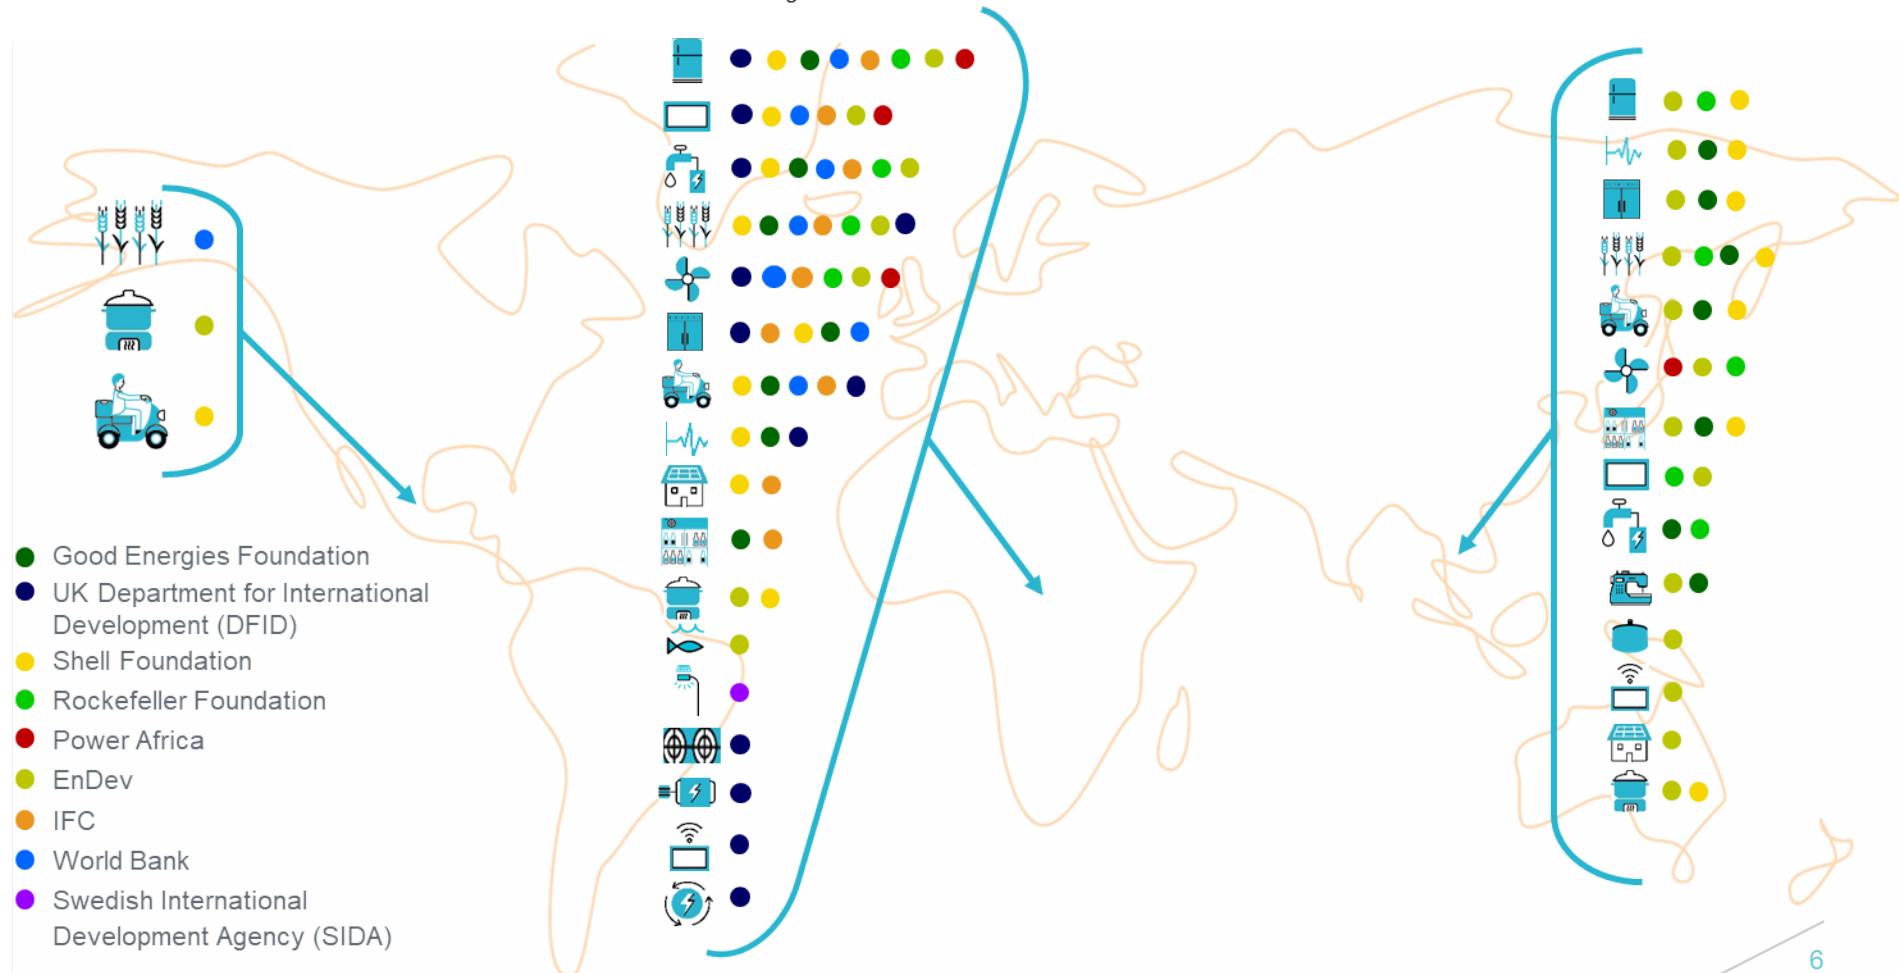 Good Energies Foundation
UK Department for International
Development (DFID)
Shell Foundation
Rockefeller Foundation
Power Africa
EnDev
IFC
World Bank
Swedish International
Development Agency (SIDA)
6